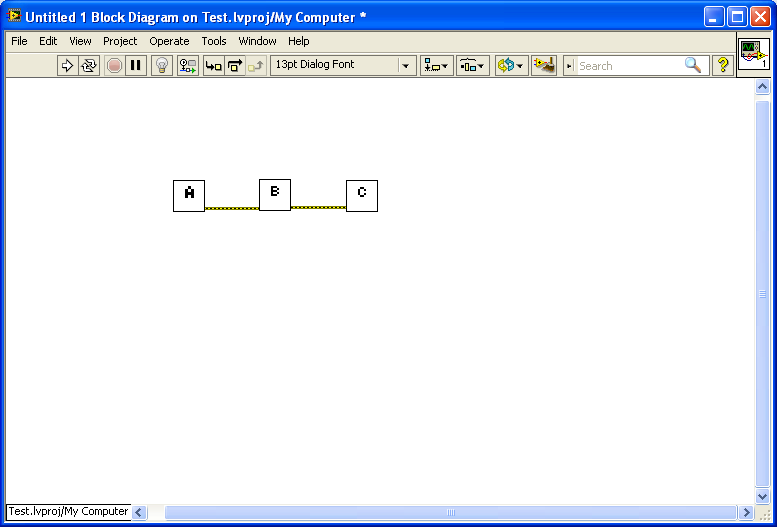 Untitled 1 Block Diagram on Test.lvproj/My Computer *
File Edit View Project Operate Tools Window Help
13pt Dialog Font Search ? 1
A B C
Test.lvproj/My Computer